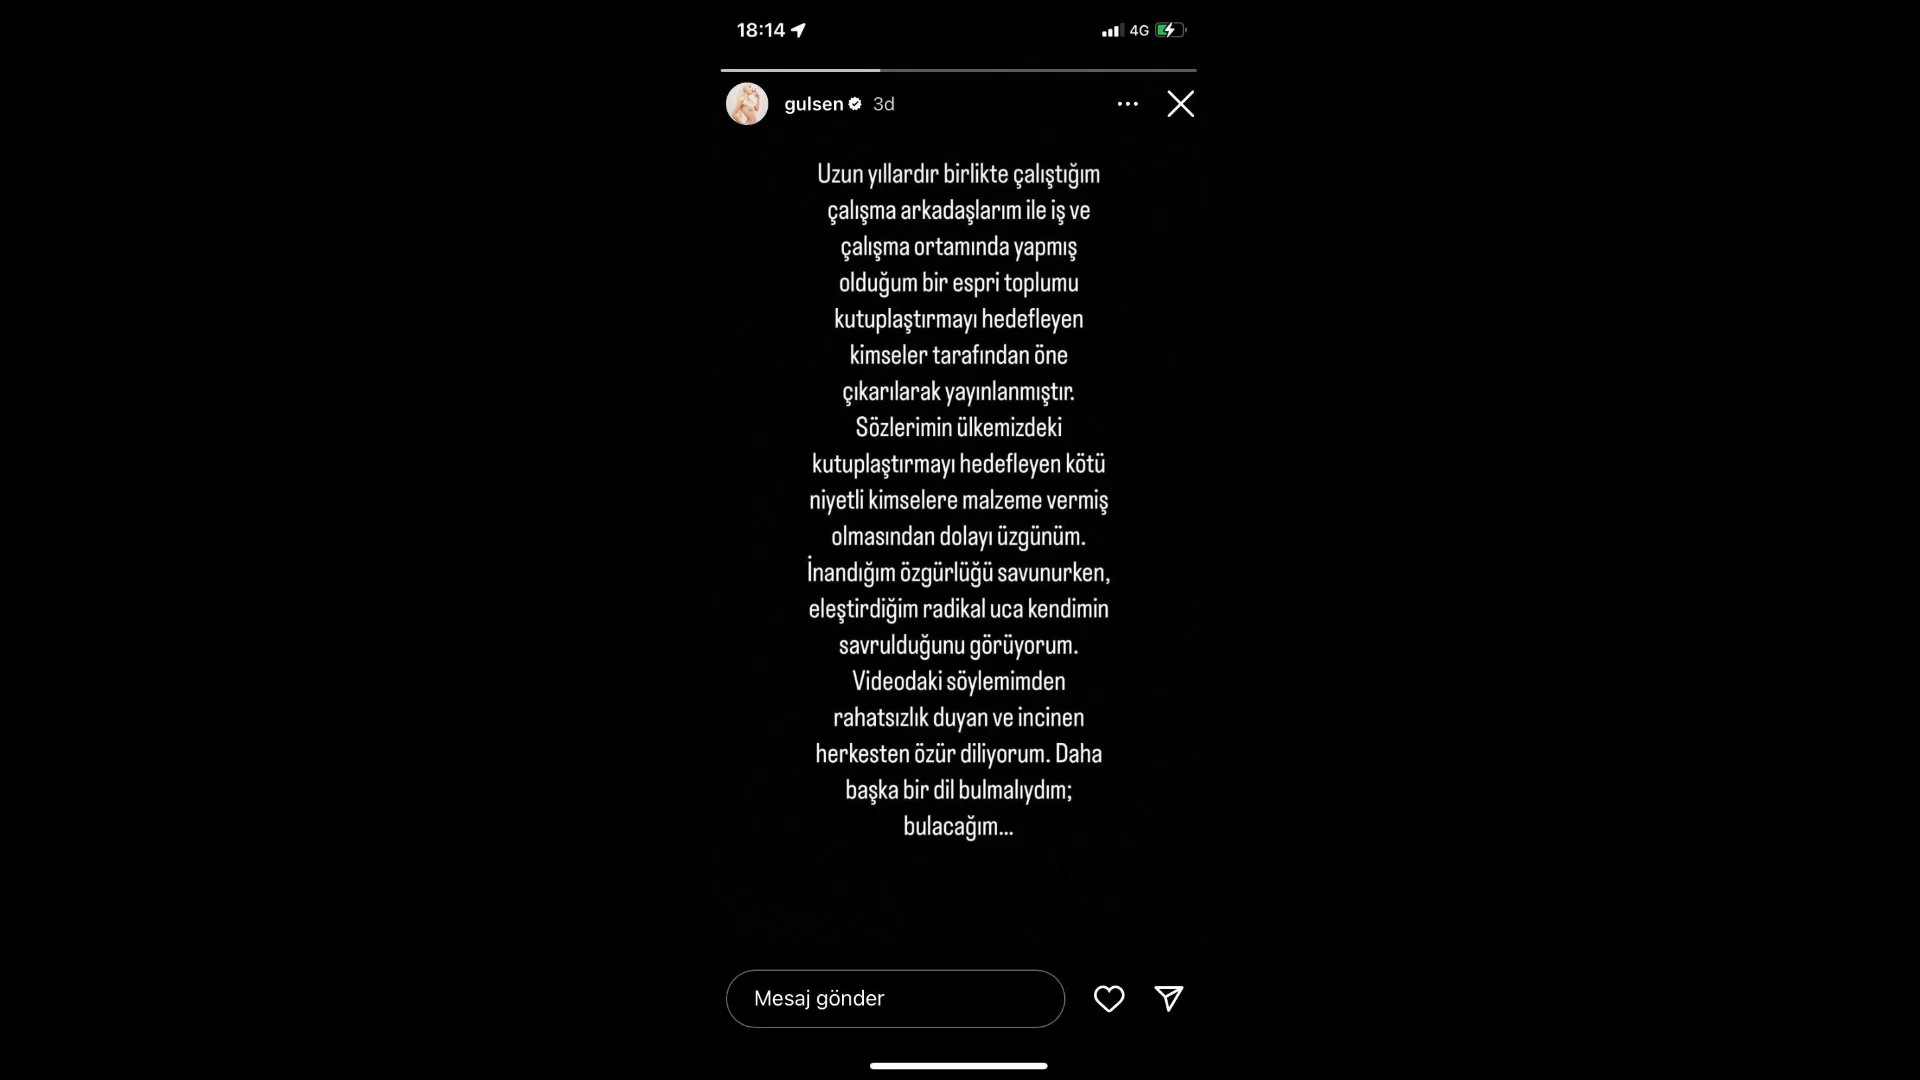 18:14
4G
gulsen 3d
Uzun yıllardır birlikte çalıştığım
çalışma arkadaşlarım ile iş ve
çalışma ortamında yapmış
olduğum bir espri toplumu
kutuplaştırmayı hedefleyen
kimseler tarafından öne
çıkarılarak yayınlanmıştır.
Sözlerimin ülkemizdeki
kutuplaştırmayı hedefleyen kötü
niyetli kimselere malzeme vermiş
olmasından dolayı üzgünüm.
İnandığım özgürlüğü savunurken,
eleştirdiğim radikal uca kendimin
savrulduğunu görüyorum.
Videodaki söylemimden
rahatsızlık duyan ve incinen
herkesten özür diliyorum. Daha
başka bir dil bulmalıydım;
bulacağım...
Mesaj gönder